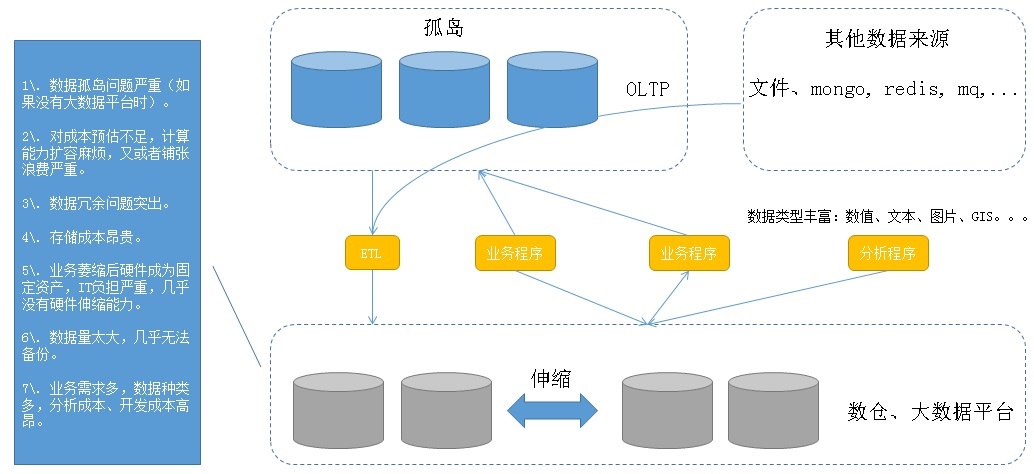 1\. 数据孤岛问题严重（如
果没有大数据平台时）。
2\. 对成本预估不足，计算
能力扩容麻烦，又或者铺张
浪费严重。
3\. 数据冗余问题突出。
4\. 存储成本昂贵。
5\. 业务萎缩后硬件成为固
定资产，IT负担严重，几乎
没有硬件伸缩能力。
6\. 数据量太大，几乎无法
备份。
7\. 业务需求多，数据种类
多，分析成本、开发成本高
昂。
孤岛
OLTP
其他数据来源
文件、mongo, redis, mq,...
数据类型丰富：数值、文本、图片、GIS。。。
ETL
业务程序
业务程序
分析程序
伸缩
数仓、大数据平台